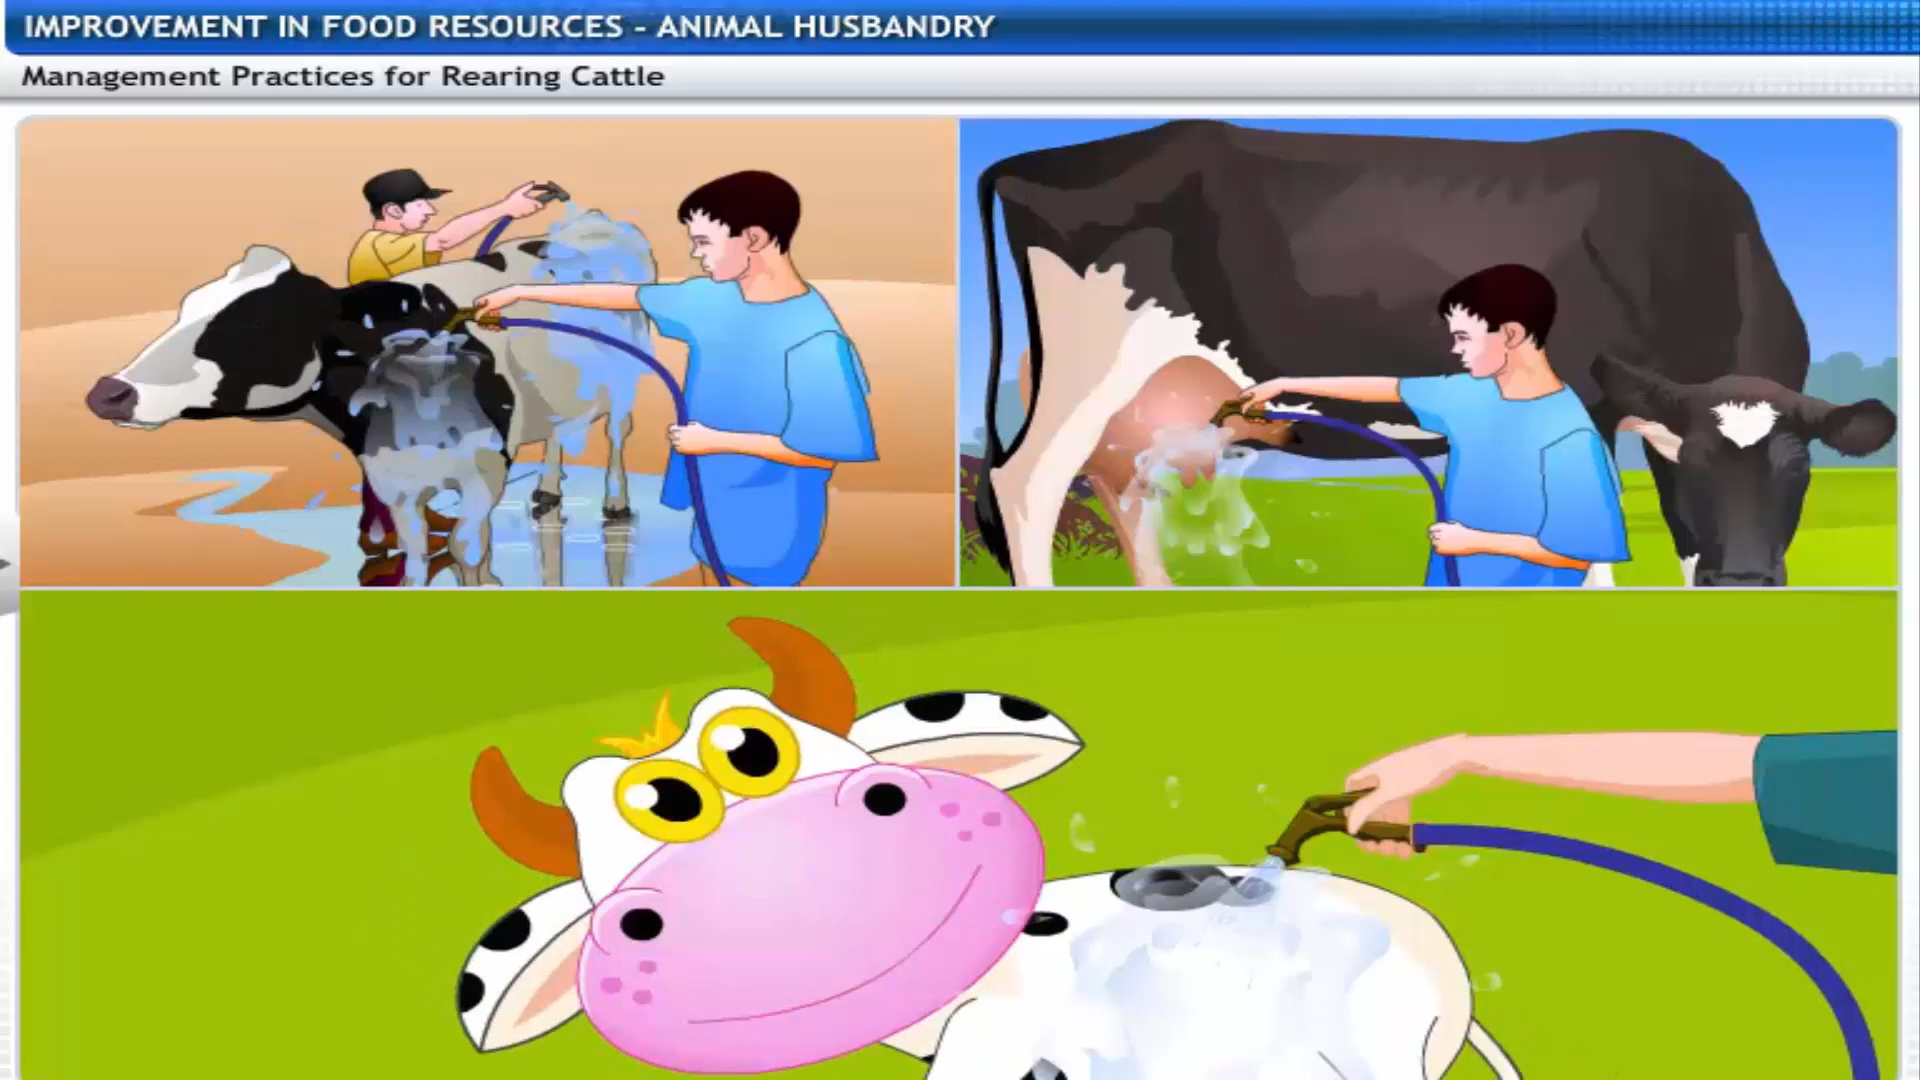 IMPROVEMENT IN FOOD RESOURCES - ANIMAL HUSBANDRY
Management Practices for Rearing Cattle